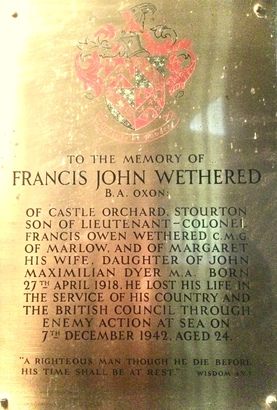 TO THE MEMORY OF
FRANCIS JOHN WETHERED
B.A. OXON:
OF CASTLE ORCHARD, STOURTON
SON OF LIEUTENANT-COLONEL
FRANCIS OWEN WETHERED C.M.G.
OF MARLOW, AND OF MARGARET
HIS WIFE, DAUGHTER OF JOHN
MAXIMILIAN DYER M.A. BORN
27TH APRIL 1918. HE LOST HIS LIFE IN
THE SERVICE OF HIS COUNTRY AND
THE BRITISH COUNCIL THROUGH
ENEMY ACTION AT SEA ON
7TH DECEMBER 1942, AGED 24.
"A RIGHTEOUS MAN THOUGH HE DIE BEFORE
HIS TIME SHALL BE AT REST." WISDOM